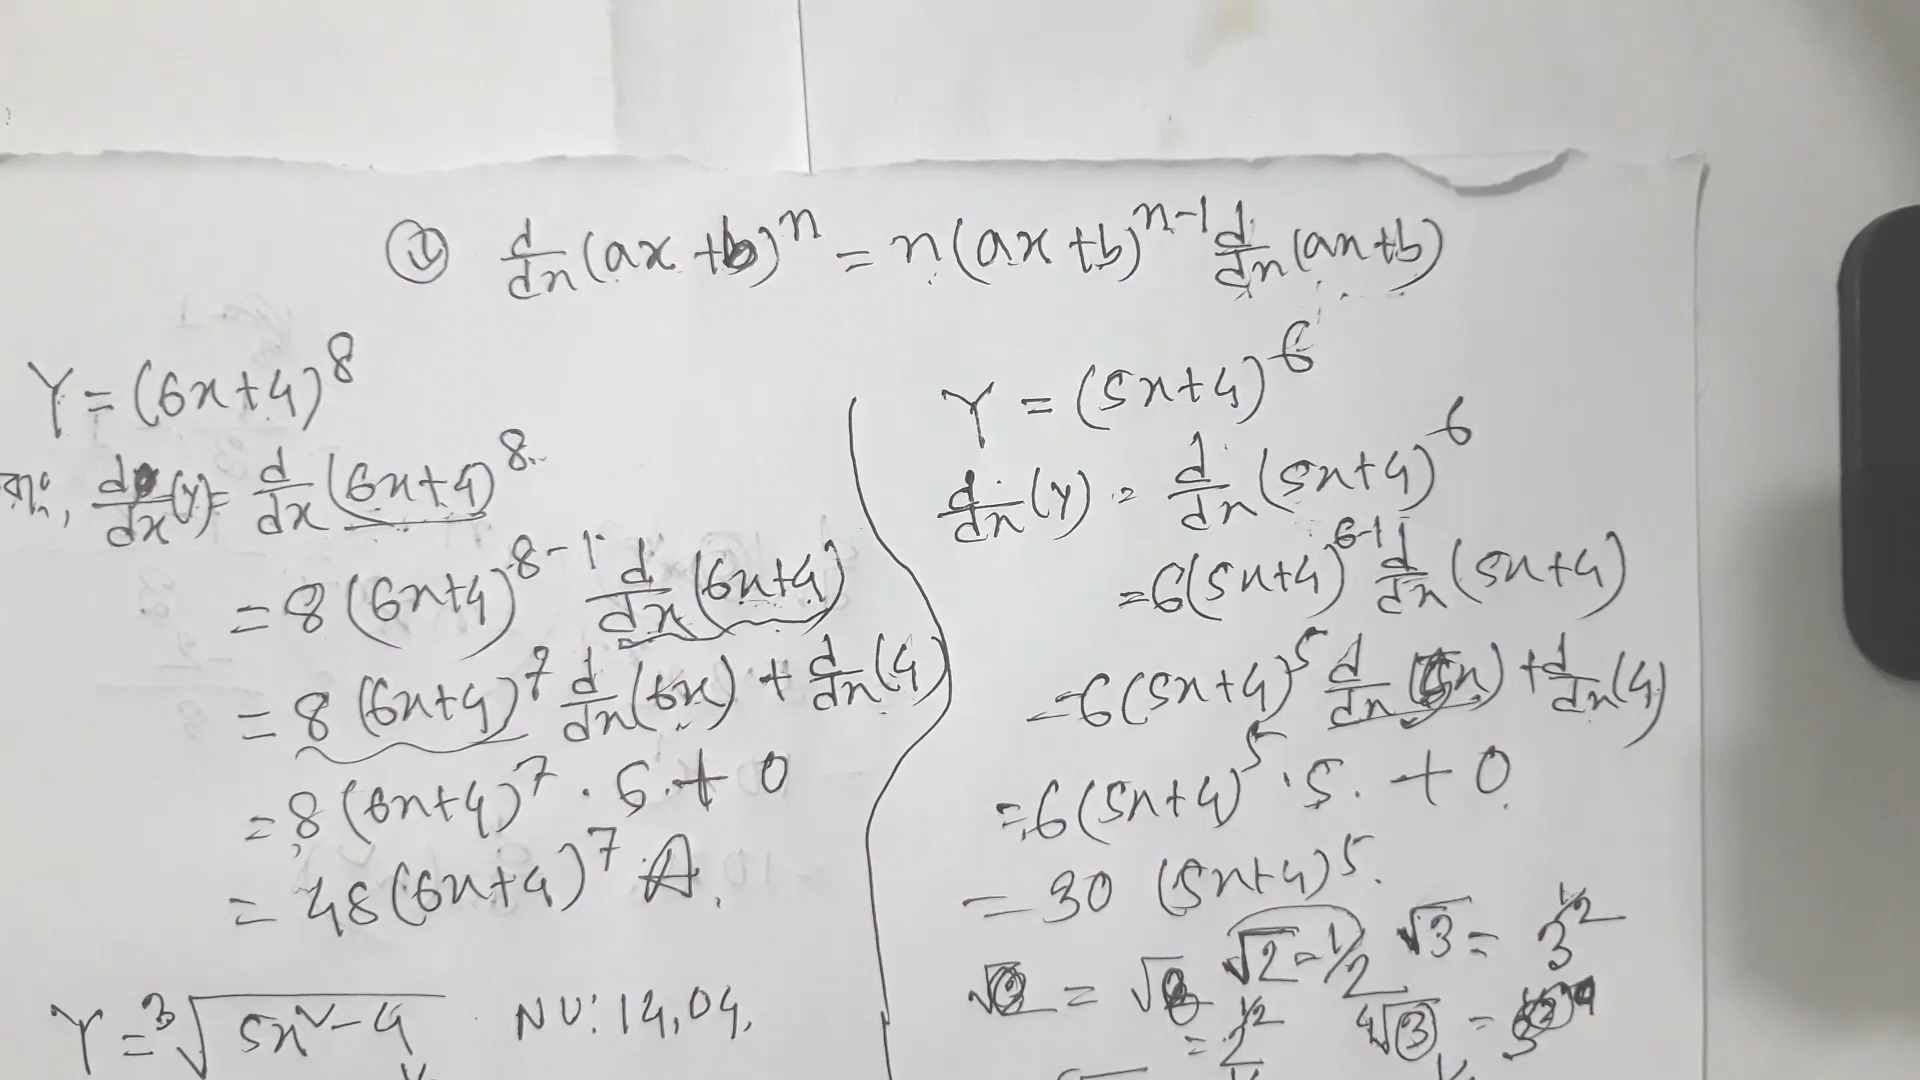 ① d/dx (ax+b)^n = n(ax+b)^n-1 d/dx (ax+b)
Y = (6x+4)^8
বা, d/dx (Y) = d/dx (6x+4)^8
= 8(6x+4)^8-1 d/dx (6x+4)
= 8(6x+4)^7 d/dx (6x) + d/dx (4)
= 8(6x+4)^7 · 6 + 0
= 48(6x+4)^7 A.
Y = ∛(5x²-4) NU: 14, 04,
Y = (5x+4)^6
d/dx (Y) = d/dx (5x+4)^6
= 6(5x+4)^6-1 d/dx (5x+4)
= 6(5x+4)^5 d/dx (5x) + d/dx (4)
= 6(5x+4)^5 · 5 + 0
= 30 (5x+4)^5.
√2 = 1/2 √3 = 3^1/2
= 2^1/2 ∜3 =